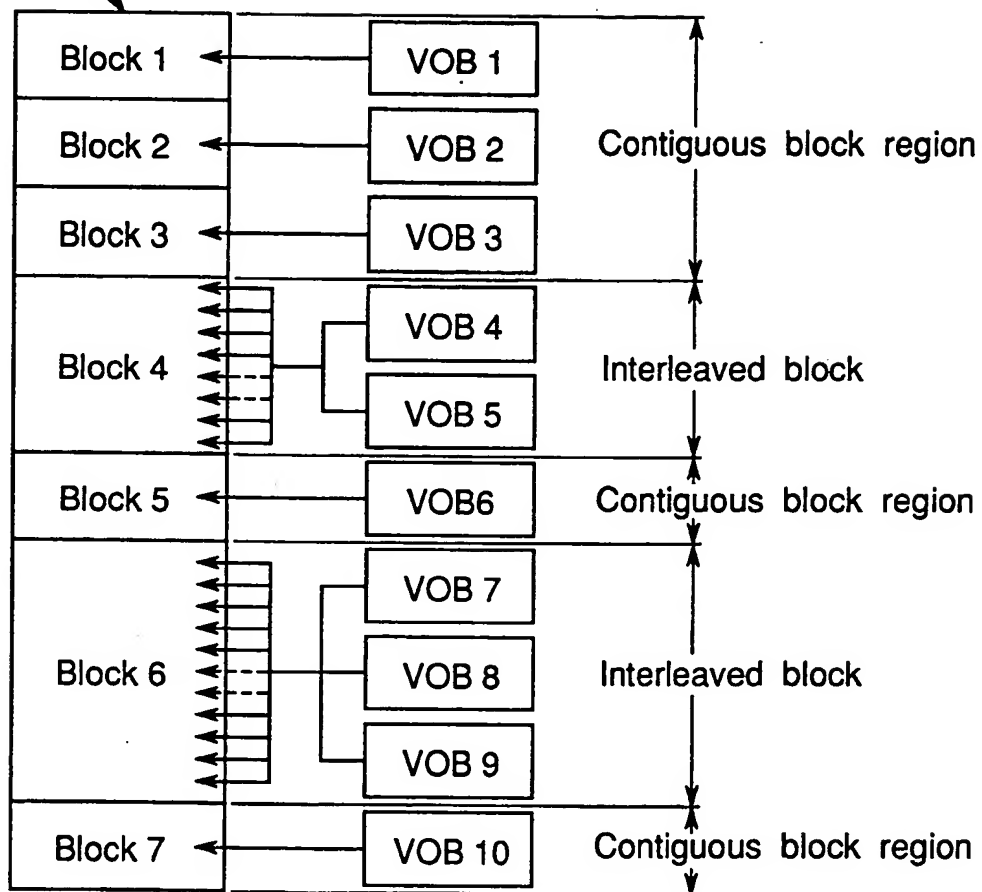 Block 1
VOB 1
Block 2
VOB 2
Contiguous block region
Block 3
VOB 3
VOB 4
Block 4
Interleaved block
VOB 5
Block 5
VOB6
Contiguous block region
VOB 7
Block 6
VOB 8
Interleaved block
VOB 9
Block 7
VOB 10
Contiguous block region